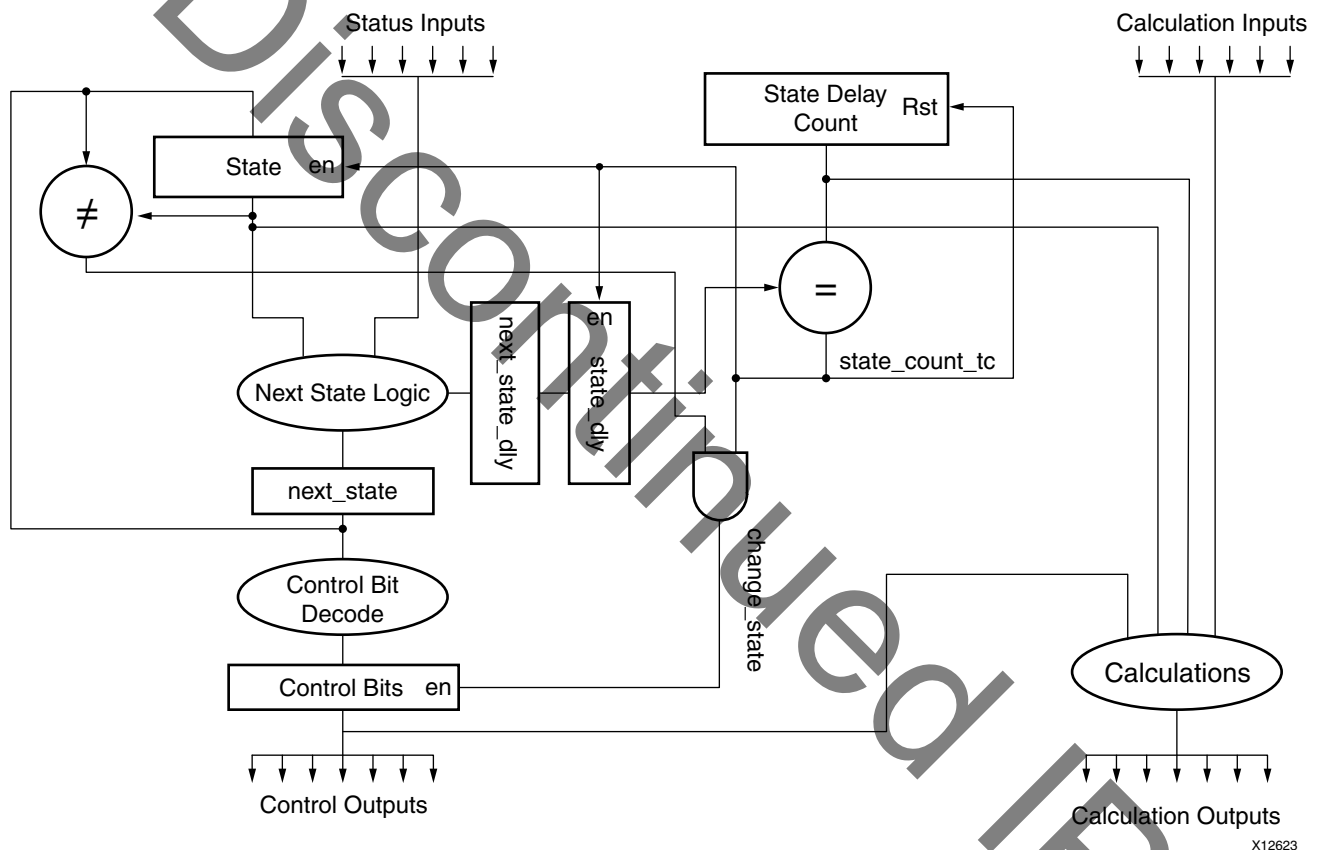 Status Inputs
Calculation Inputs
State Delay
Count
Rst
State
en
≠
=
en
next_state_dly
state_dly
state_count_tc
Next State Logic
next_state
change_state
Control Bit
Decode
Control Bits
en
Calculations
Control Outputs
Calculation Outputs
X12623
Discontinued IP